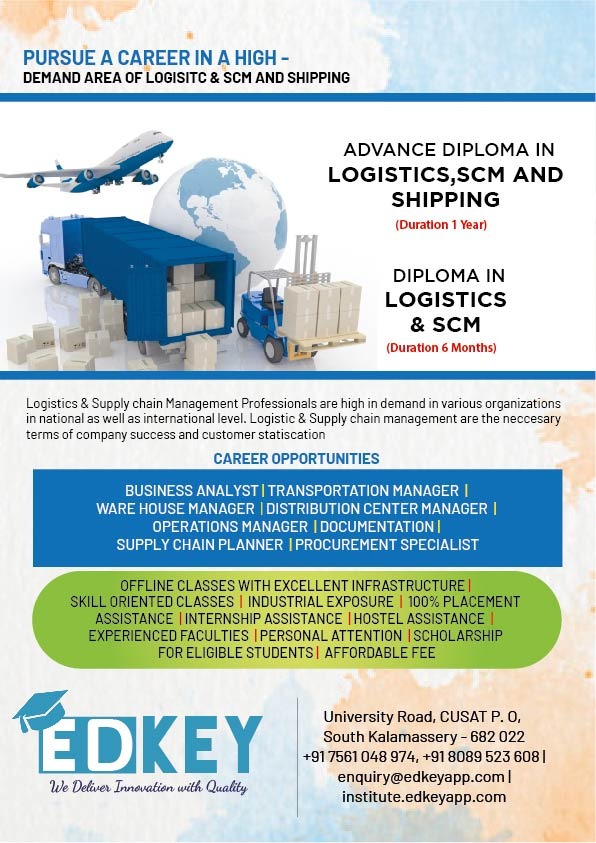 PURSUE A CAREER IN A HIGH -
DEMAND AREA OF LOGISITC & SCM AND SHIPPING
ADVANCE DIPLOMA IN
LOGISTICS,SCM AND
SHIPPING
(Duration 1 Year)
DIPLOMA IN
LOGISTICS
& SCM
(Duration 6 Months)
Logistics & Supply chain Management Professionals are high in demand in various organizations
in national as well as international level. Logistic & Supply chain management are the neccesary
terms of company success and customer statiscation
CAREER OPPORTUNITIES
BUSINESS ANALYST | TRANSPORTATION MANAGER |
WARE HOUSE MANAGER | DISTRIBUTION CENTER MANAGER |
OPERATIONS MANAGER | DOCUMENTATION |
SUPPLY CHAIN PLANNER | PROCUREMENT SPECIALIST
OFFLINE CLASSES WITH EXCELLENT INFRASTRUCTURE |
SKILL ORIENTED CLASSES | INDUSTRIAL EXPOSURE | 100% PLACEMENT
ASSISTANCE | INTERNSHIP ASSISTANCE | HOSTEL ASSISTANCE |
EXPERIENCED FACULTIES | PERSONAL ATTENTION | SCHOLARSHIP
FOR ELIGIBLE STUDENTS | AFFORDABLE FEE
EDKEY
We Deliver Innovation with Quality
University Road, CUSAT P. O,
South Kalamassery - 682 022
+91 7561 048 974, +91 8089 523 608 |
enquiry@edkeyapp.com |
institute.edkeyapp.com